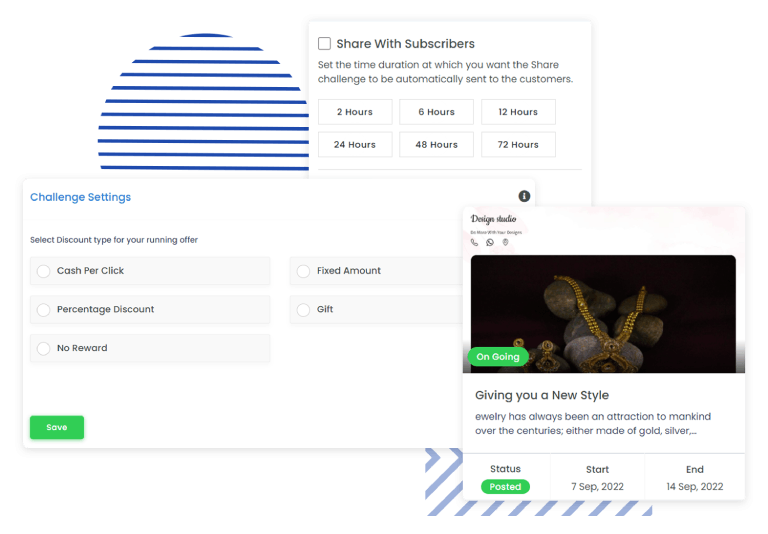 Share With Subscribers
Set the time duration at which you want the Share
challenge to be automatically sent to the customers.
2 Hours
6 Hours
12 Hours
24 Hours
48 Hours
72 Hours
Challenge Settings
Select Discount type for your running offer
Cash Per Click
Fixed Amount
Percentage Discount
Gift
No Reward
Save
Design studio
Do More With Your Designs
On Going
Giving you a New Style
ewelry has always been an attraction to mankind
over the centuries; either made of gold, silver,...
Status
Start
End
Posted
7 Sep, 2022
14 Sep, 2022